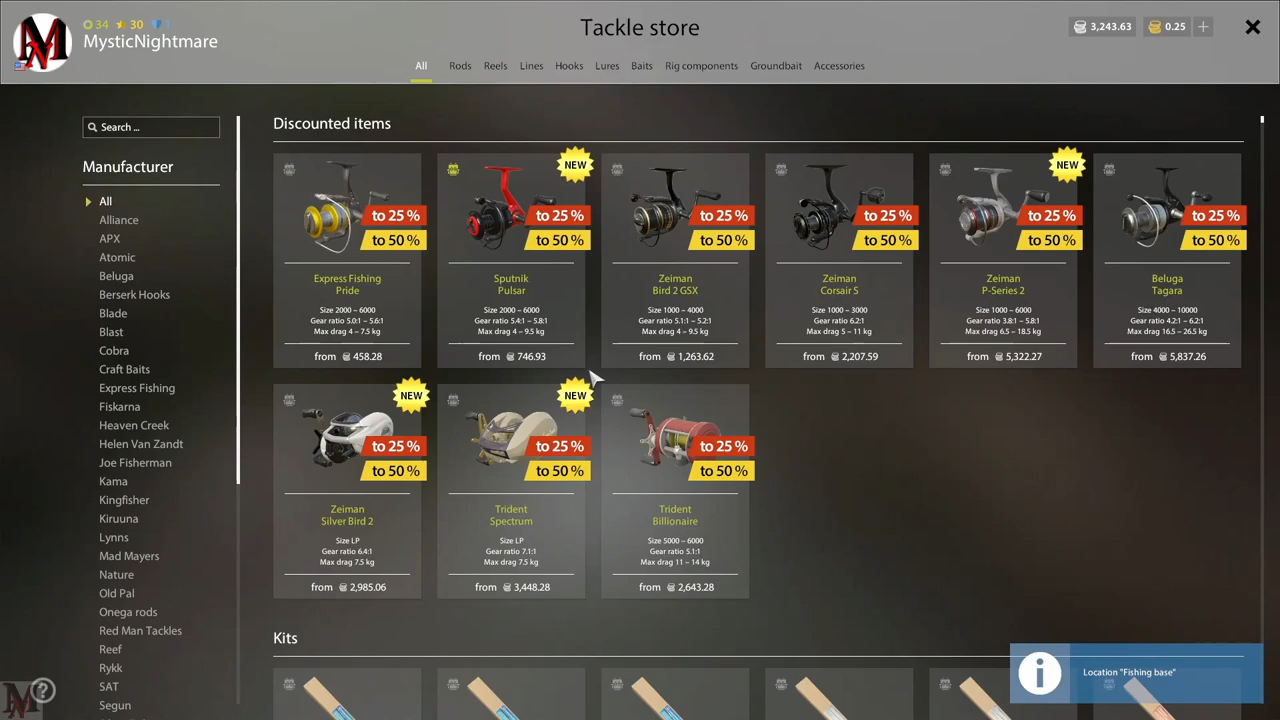 34 30
MysticNightmare
Tackle store
3,243.63 0.25 +
All Rods Reels Lines Hooks Lures Baits Rig components Groundbait Accessories
Search ...
Manufacturer
All
Alliance
APX
Atomic
Beluga
Berserk Hooks
Blade
Blast
Cobra
Craft Baits
Express Fishing
Fiskarna
Heaven Creek
Helen Van Zandt
Joe Fisherman
Kama
Kingfisher
Kiruuna
Lynns
Mad Mayers
Nature
Old Pal
Onega rods
Red Man Tackles
Reef
Rykk
SAT
Segun
Discounted items
to 25 %
to 50 %
Express Fishing
Pride
Size 2000 – 6000
Gear ratio 5.0:1 – 5.6:1
Max drag 4 – 7.5 kg
from 458.28
NEW
to 25 %
to 50 %
Sputnik
Pulsar
Size 2000 – 6000
Gear ratio 5.4:1 – 5.8:1
Max drag 4 – 9.5 kg
from 746.93
to 25 %
to 50 %
Zeiman
Bird 2 GSX
Size 1000 – 4000
Gear ratio 5.1:1 – 5.2:1
Max drag 4 – 9.5 kg
from 1,263.62
to 25 %
to 50 %
Zeiman
Corsair S
Size 1000 – 3000
Gear ratio 6.2:1
Max drag 5 – 11 kg
from 2,207.59
NEW
to 25 %
to 50 %
Zeiman
P-Series 2
Size 1000 – 6000
Gear ratio 3.8:1 – 5.8:1
Max drag 6.5 – 18.5 kg
from 5,322.27
to 25 %
to 50 %
Beluga
Tagara
Size 4000 – 10000
Gear ratio 4.2:1 – 6.2:1
Max drag 16.5 – 26.5 kg
from 5,837.26
NEW
to 25 %
to 50 %
Zeiman
Silver Bird 2
Size LP
Gear ratio 6.4:1
Max drag 7.5 kg
from 2,985.06
NEW
to 25 %
to 50 %
Trident
Spectrum
Size LP
Gear ratio 7.1:1
Max drag 7.5 kg
from 3,448.28
to 25 %
to 50 %
Trident
Billionaire
Size 5000 – 6000
Gear ratio 5.1:1
Max drag 11 – 14 kg
from 2,643.28
Kits
Location "Fishing base"